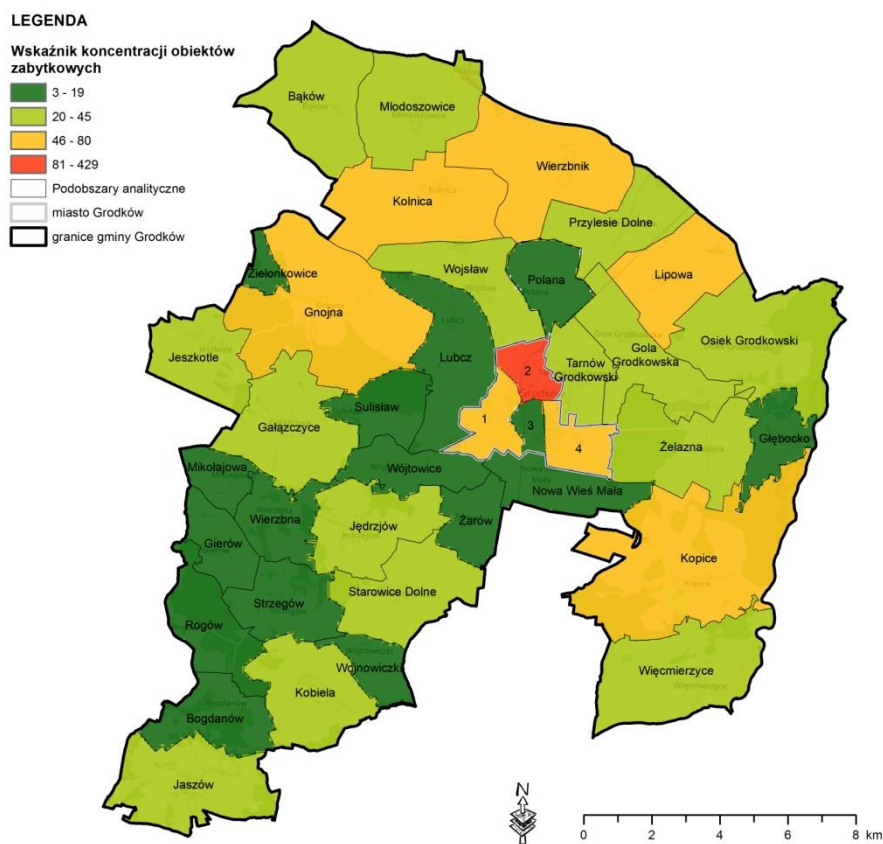 LEGENDA
Wskaźnik koncentracji obiektów
zabytkowych
3 - 19
20 - 45
46 - 80
81 - 429
Podobszary analityczne
miasto Grodków
granice gminy Grodków
Bąków
Młodoszowice
Wierzbnik
Kolnica
Przylesie Dolne
Zielonkowice
Wojsław
Polana
Lipowa
Gnojna
Jeszkotle
Lubcz
Osiek Grodkowski
Gola
Grodkowska
Tarnów
Grodkowski
2
Sulisław
1
3
4
Gałązczyce
Żelazna
Głębocko
Mikołajowa
Wójtowice
Nowa Wieś Mała
Wierzbna
Jędrzjów
Żarów
Gierów
Kopice
Starowice Dolne
Strzegów
Rogów
Wojnowiczki
Więcmierzyce
Kobiela
Bogdanów
Jaszów
N
0 2 4 6 8 km